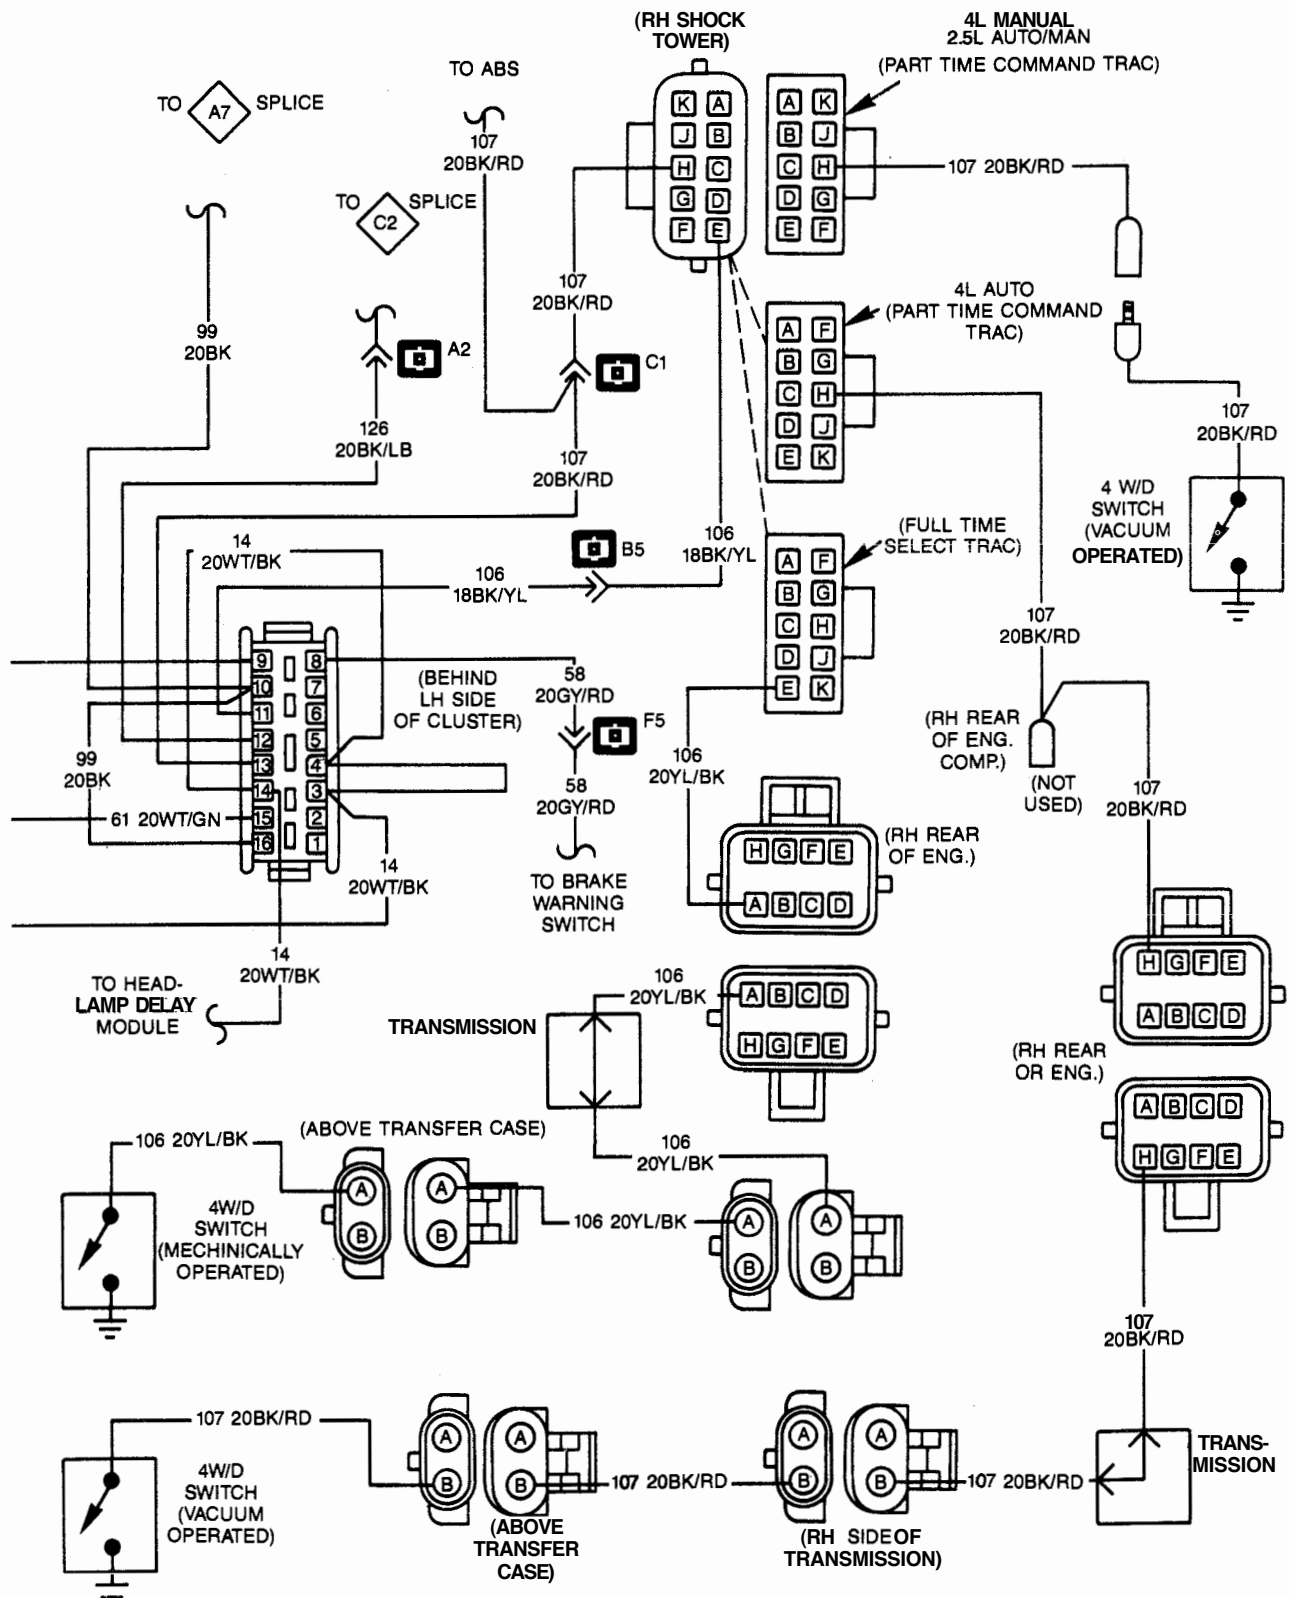 (RH SHOCK
TOWER)
4L MANUAL
2.5L AUTO/MAN
(PART TIME COMMAND TRAC)
TO ABS
TO A7 SPLICE
107
20BK/RD
K A
J B
H C
G D
F E
A K
B J
C H
D G
E F
107 20BK/RD
TO C2 SPLICE
107
20BK/RD
4L AUTO
(PART TIME COMMAND
TRAC)
99
20BK
A2
C1
A F
B G
C H
D J
E K
126
20BK/LB
107
20BK/RD
107
20BK/RD
4 W/D
SWITCH
(VACUUM
OPERATED)
14
20WT/BK
B5
106
18BK/YL
(FULL TIME
SELECT TRAC)
106
18BK/YL
A F
B G
C H
D J
E K
107
20BK/RD
9 8
10 7
11 6
12 5
13 4
14 3
15 2
16 1
(BEHIND
LH SIDE
OF CLUSTER)
58
20GY/RD
F5
99
20BK
58
20GY/RD
106
20YL/BK
(RH REAR
OF ENG.
COMP.)
(NOT
USED)
107
20BK/RD
61 20WT/GN
14
20WT/BK
TO BRAKE
WARNING
SWITCH
(RH REAR
OF ENG.)
H G F E
A B C D
14
20WT/BK
TO HEAD-
LAMP DELAY
MODULE
TRANSMISSION
106
20YL/BK
A B C D
H G F E
H G F E
A B C D
(RH REAR
OR ENG.)
A B C D
H G F E
(ABOVE TRANSFER CASE)
106 20YL/BK
106
20YL/BK
4W/D
SWITCH
(MECHINICALLY
OPERATED)
A
B
A
B
106 20YL/BK
A
B
A
B
107
20BK/RD
107 20BK/RD
4W/D
SWITCH
(VACUUM
OPERATED)
A
B
A
B
107 20BK/RD
A
B
A
B
107 20BK/RD
TRANS-
MISSION
(ABOVE
TRANSFER
CASE)
(RH SIDE OF
TRANSMISSION)